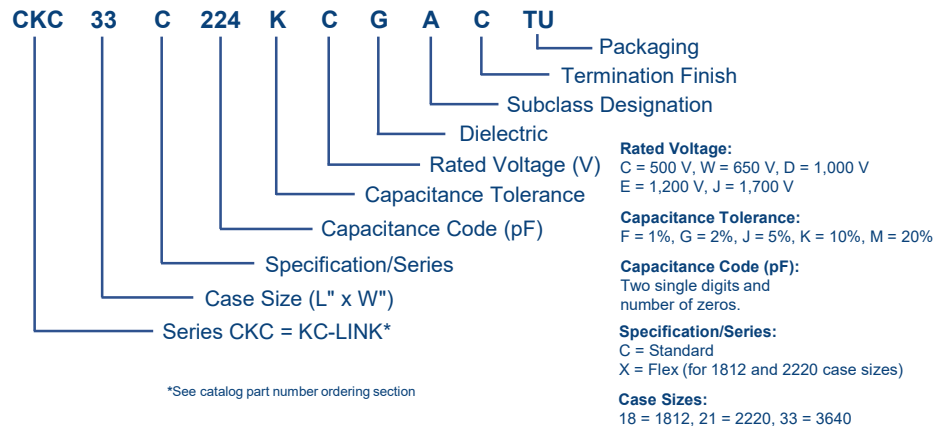 CKC 33 C 224 K C G A C TU
Packaging
Termination Finish
Subclass Designation
Dielectric
Rated Voltage (V)
Capacitance Tolerance
Capacitance Code (pF)
Specification/Series
Case Size (L" x W")
Series CKC = KC-LINK*
*See catalog part number ordering section
Rated Voltage:
C = 500 V, W = 650 V, D = 1,000 V
E = 1,200 V, J = 1,700 V
Capacitance Tolerance:
F = 1%, G = 2%, J = 5%, K = 10%, M = 20%
Capacitance Code (pF):
Two single digits and
number of zeros.
Specification/Series:
C = Standard
X = Flex (for 1812 and 2220 case sizes)
Case Sizes:
18 = 1812, 21 = 2220, 33 = 3640